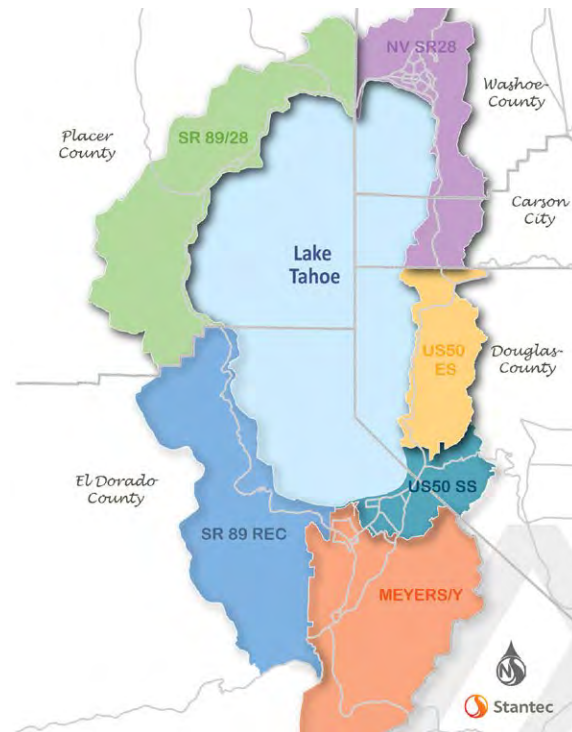 NV SR28
Washoe-
County
Placer
County
SR 89/28
Carson
City
Lake
Tahoe
US50
ES
Douglas-
County
El Dorado
County
US50 SS
SR 89 REC
MEYERS/Y
N
Stantec